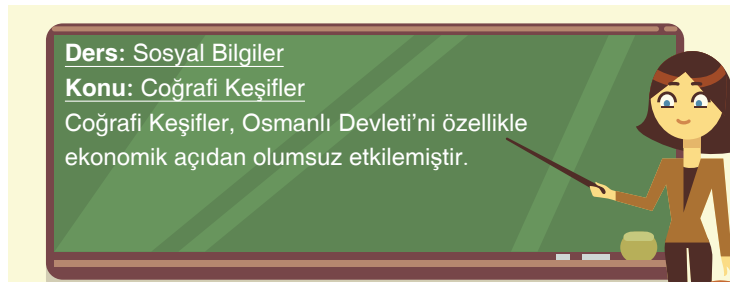 Ders: Sosyal Bilgiler
Konu: Coğrafi Keşifler
Coğrafi Keşifler, Osmanlı Devleti’ni özellikle
ekonomik açıdan olumsuz etkilemiştir.